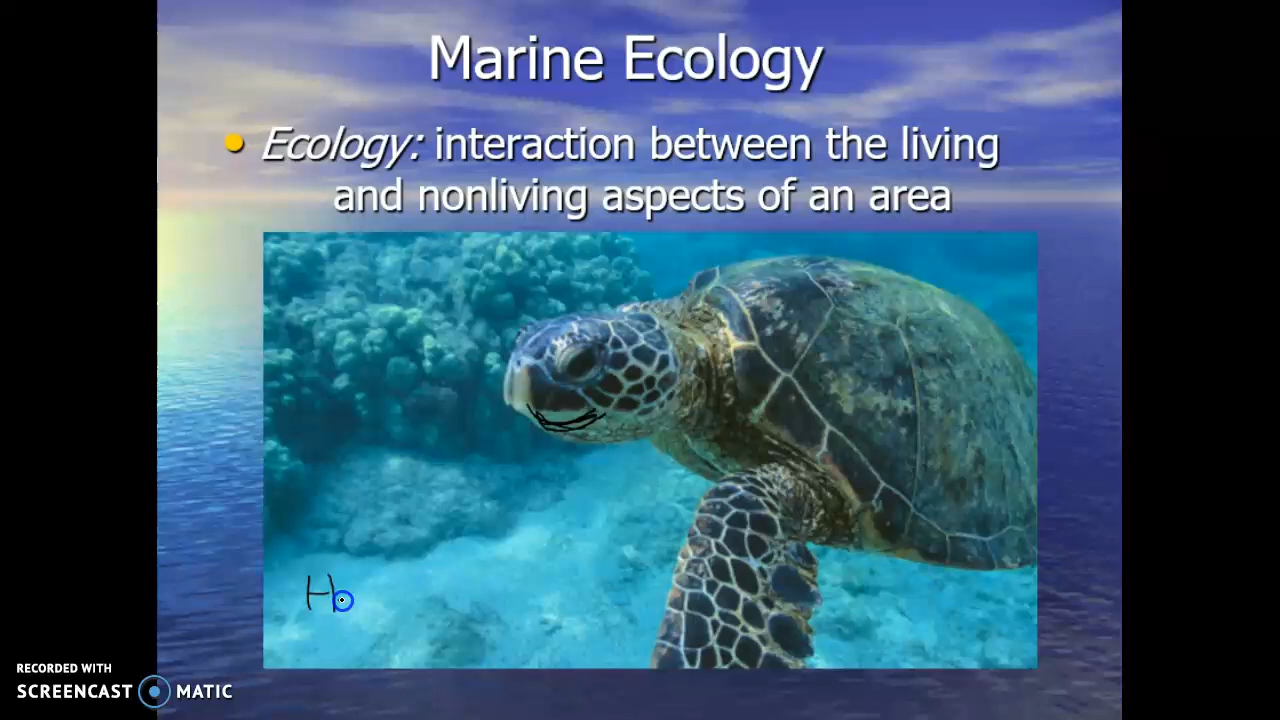 Marine Ecology
Ecology: interaction between the living
and nonliving aspects of an area
H
RECORDED WITH
SCREENCAST MATIC